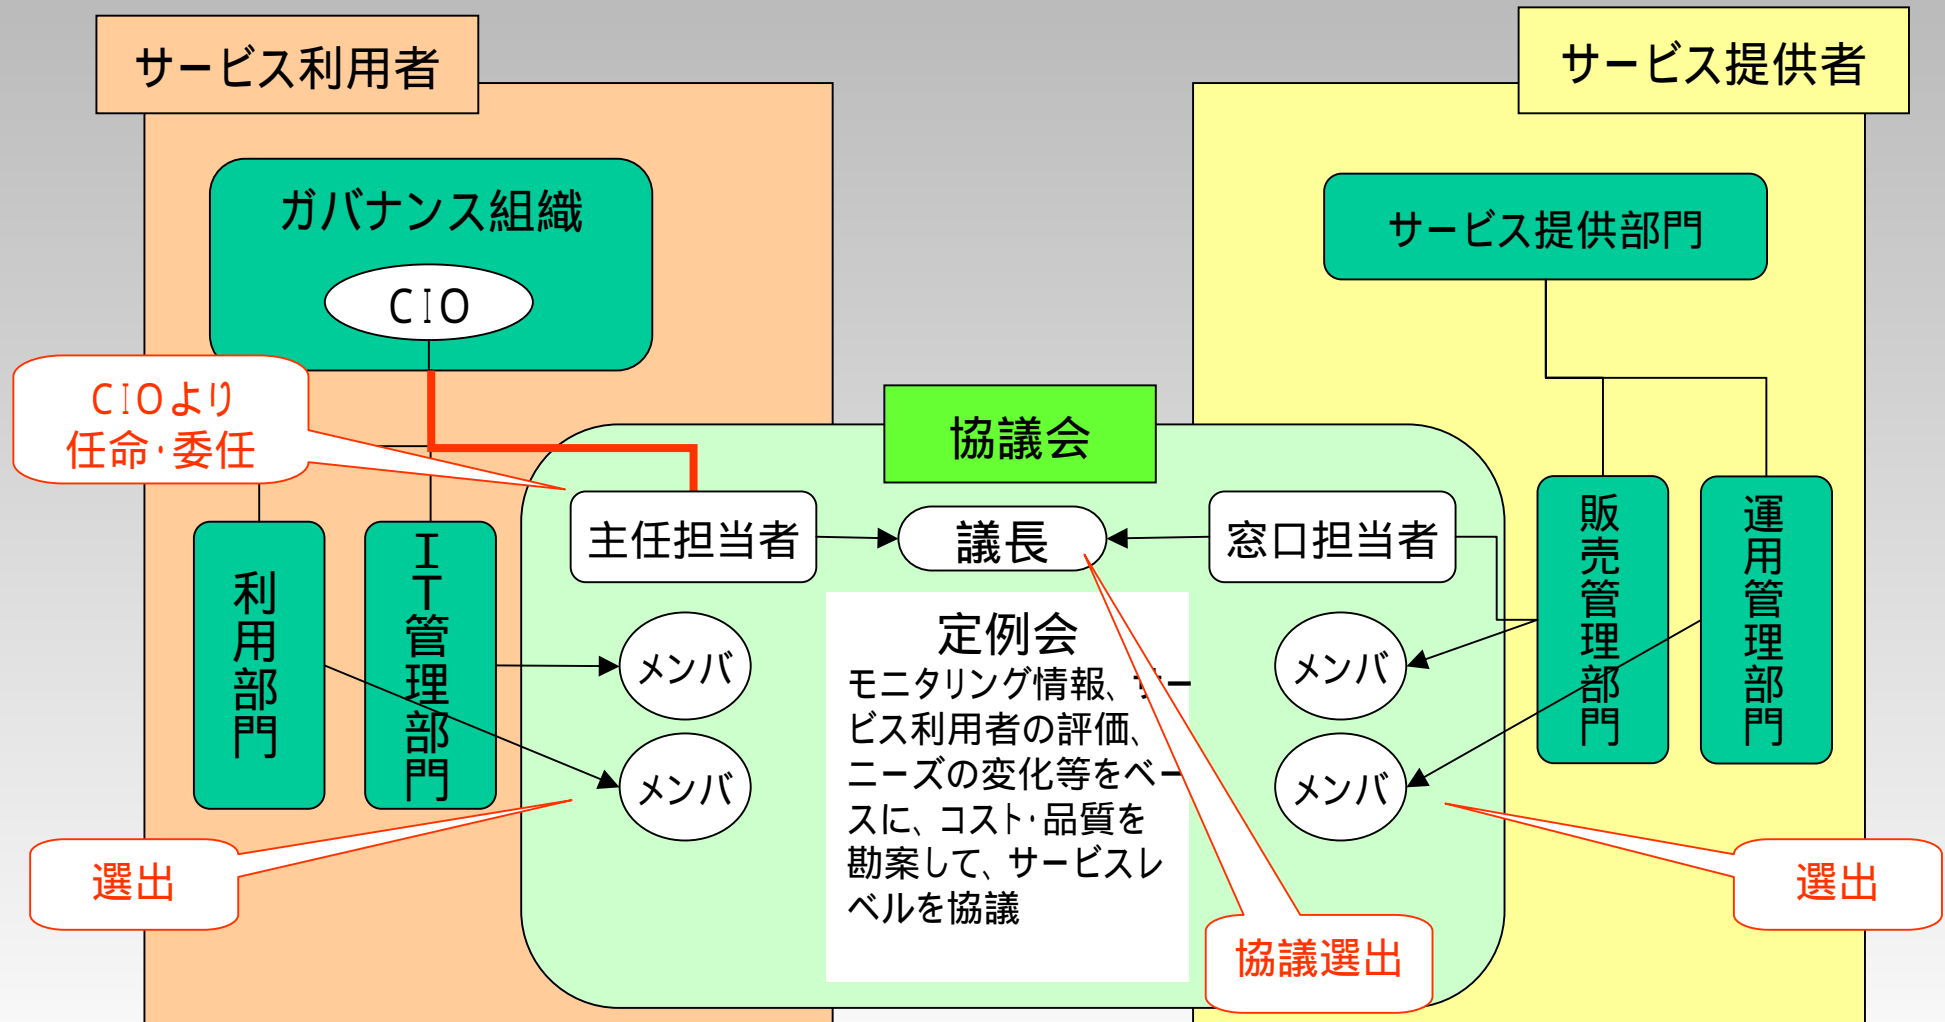 サービス利用者
サービス提供者
ガバナンス組織
CIO
サービス提供部門
CIOより
任命・委任
協議会
主任担当者
議長
窓口担当者
利用部門
IT管理部門
販売管理部門
運用管理部門
メンバ
メンバ
メンバ
メンバ
定例会
モニタリング情報、サー
ビス利用者の評価、
ニーズの変化等をベー
スに、コスト・品質を
勘案して、サービスレ
ベルを協議
選出
協議選出
選出